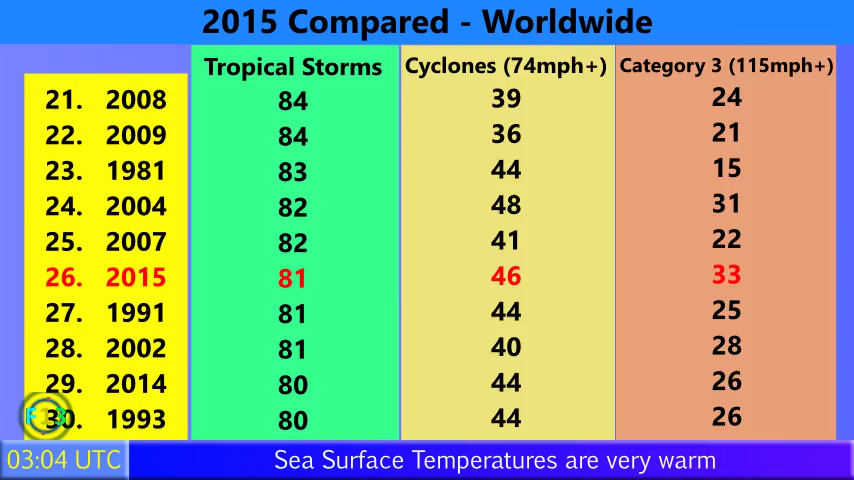 2015 Compared - Worldwide
Tropical Storms Cyclones (74mph+) Category 3 (115mph+)
21. 2008 84 39 24
22. 2009 84 36 21
23. 1981 83 44 15
24. 2004 82 48 31
25. 2007 82 41 22
26. 2015 81 46 33
27. 1991 81 44 25
28. 2002 81 40 28
29. 2014 80 44 26
30. 1993 80 44 26
F13
03:04 UTC Sea Surface Temperatures are very warm